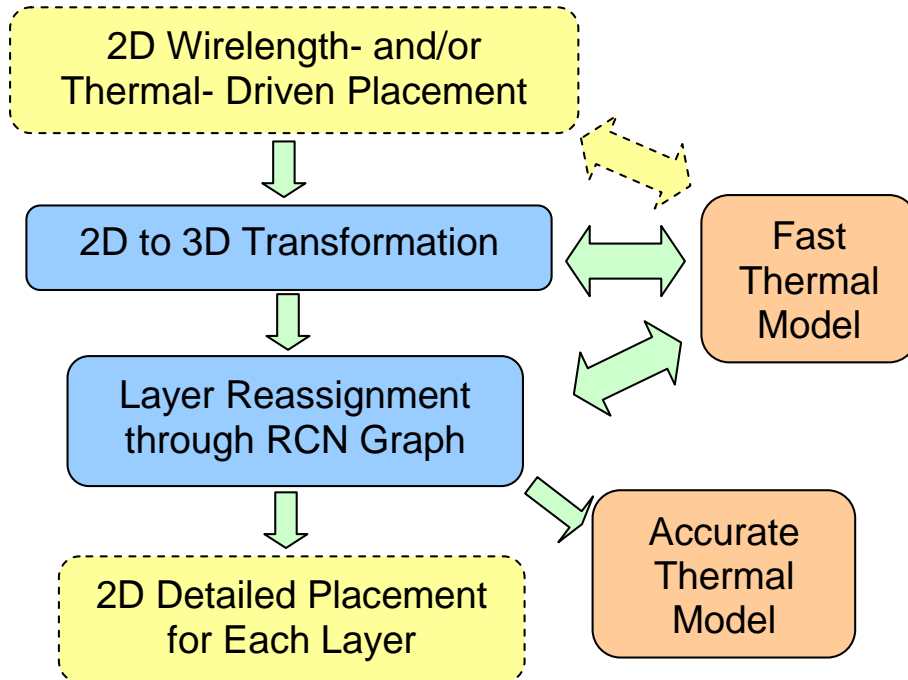 2D Wirelength- and/or
Thermal- Driven Placement
2D to 3D Transformation
Fast
Thermal
Model
Layer Reassignment
through RCN Graph
Accurate
Thermal
Model
2D Detailed Placement
for Each Layer